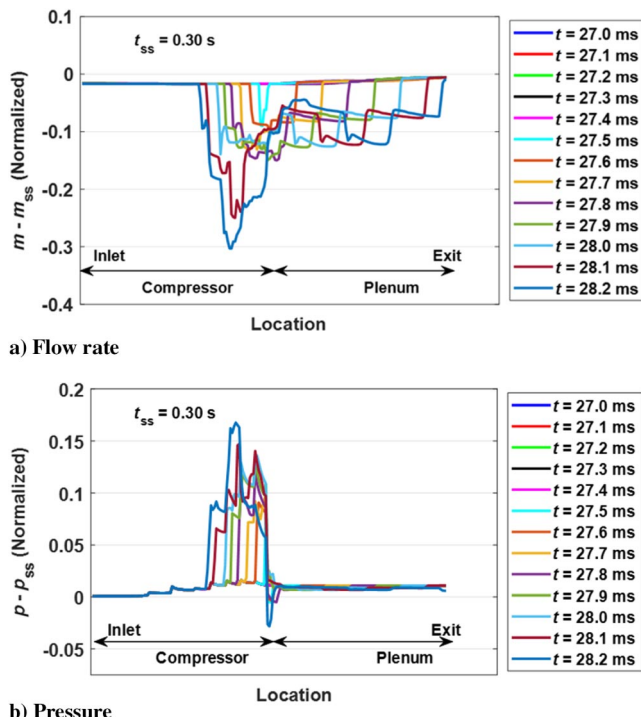 0.1
0
-0.1
-0.2
-0.3
-0.4
m - mss (Normalized)
tss = 0.30 s
Inlet
Exit
Compressor
Plenum
Location
t = 27.0 ms
t = 27.1 ms
t = 27.2 ms
t = 27.3 ms
t = 27.4 ms
t = 27.5 ms
t = 27.6 ms
t = 27.7 ms
t = 27.8 ms
t = 27.9 ms
t = 28.0 ms
t = 28.1 ms
t = 28.2 ms
a) Flow rate
0.2
0.15
0.1
0.05
0
-0.05
p - pss (Normalized)
tss = 0.30 s
Inlet
Exit
Compressor
Plenum
Location
t = 27.0 ms
t = 27.1 ms
t = 27.2 ms
t = 27.3 ms
t = 27.4 ms
t = 27.5 ms
t = 27.6 ms
t = 27.7 ms
t = 27.8 ms
t = 27.9 ms
t = 28.0 ms
t = 28.1 ms
t = 28.2 ms
b) Pressure